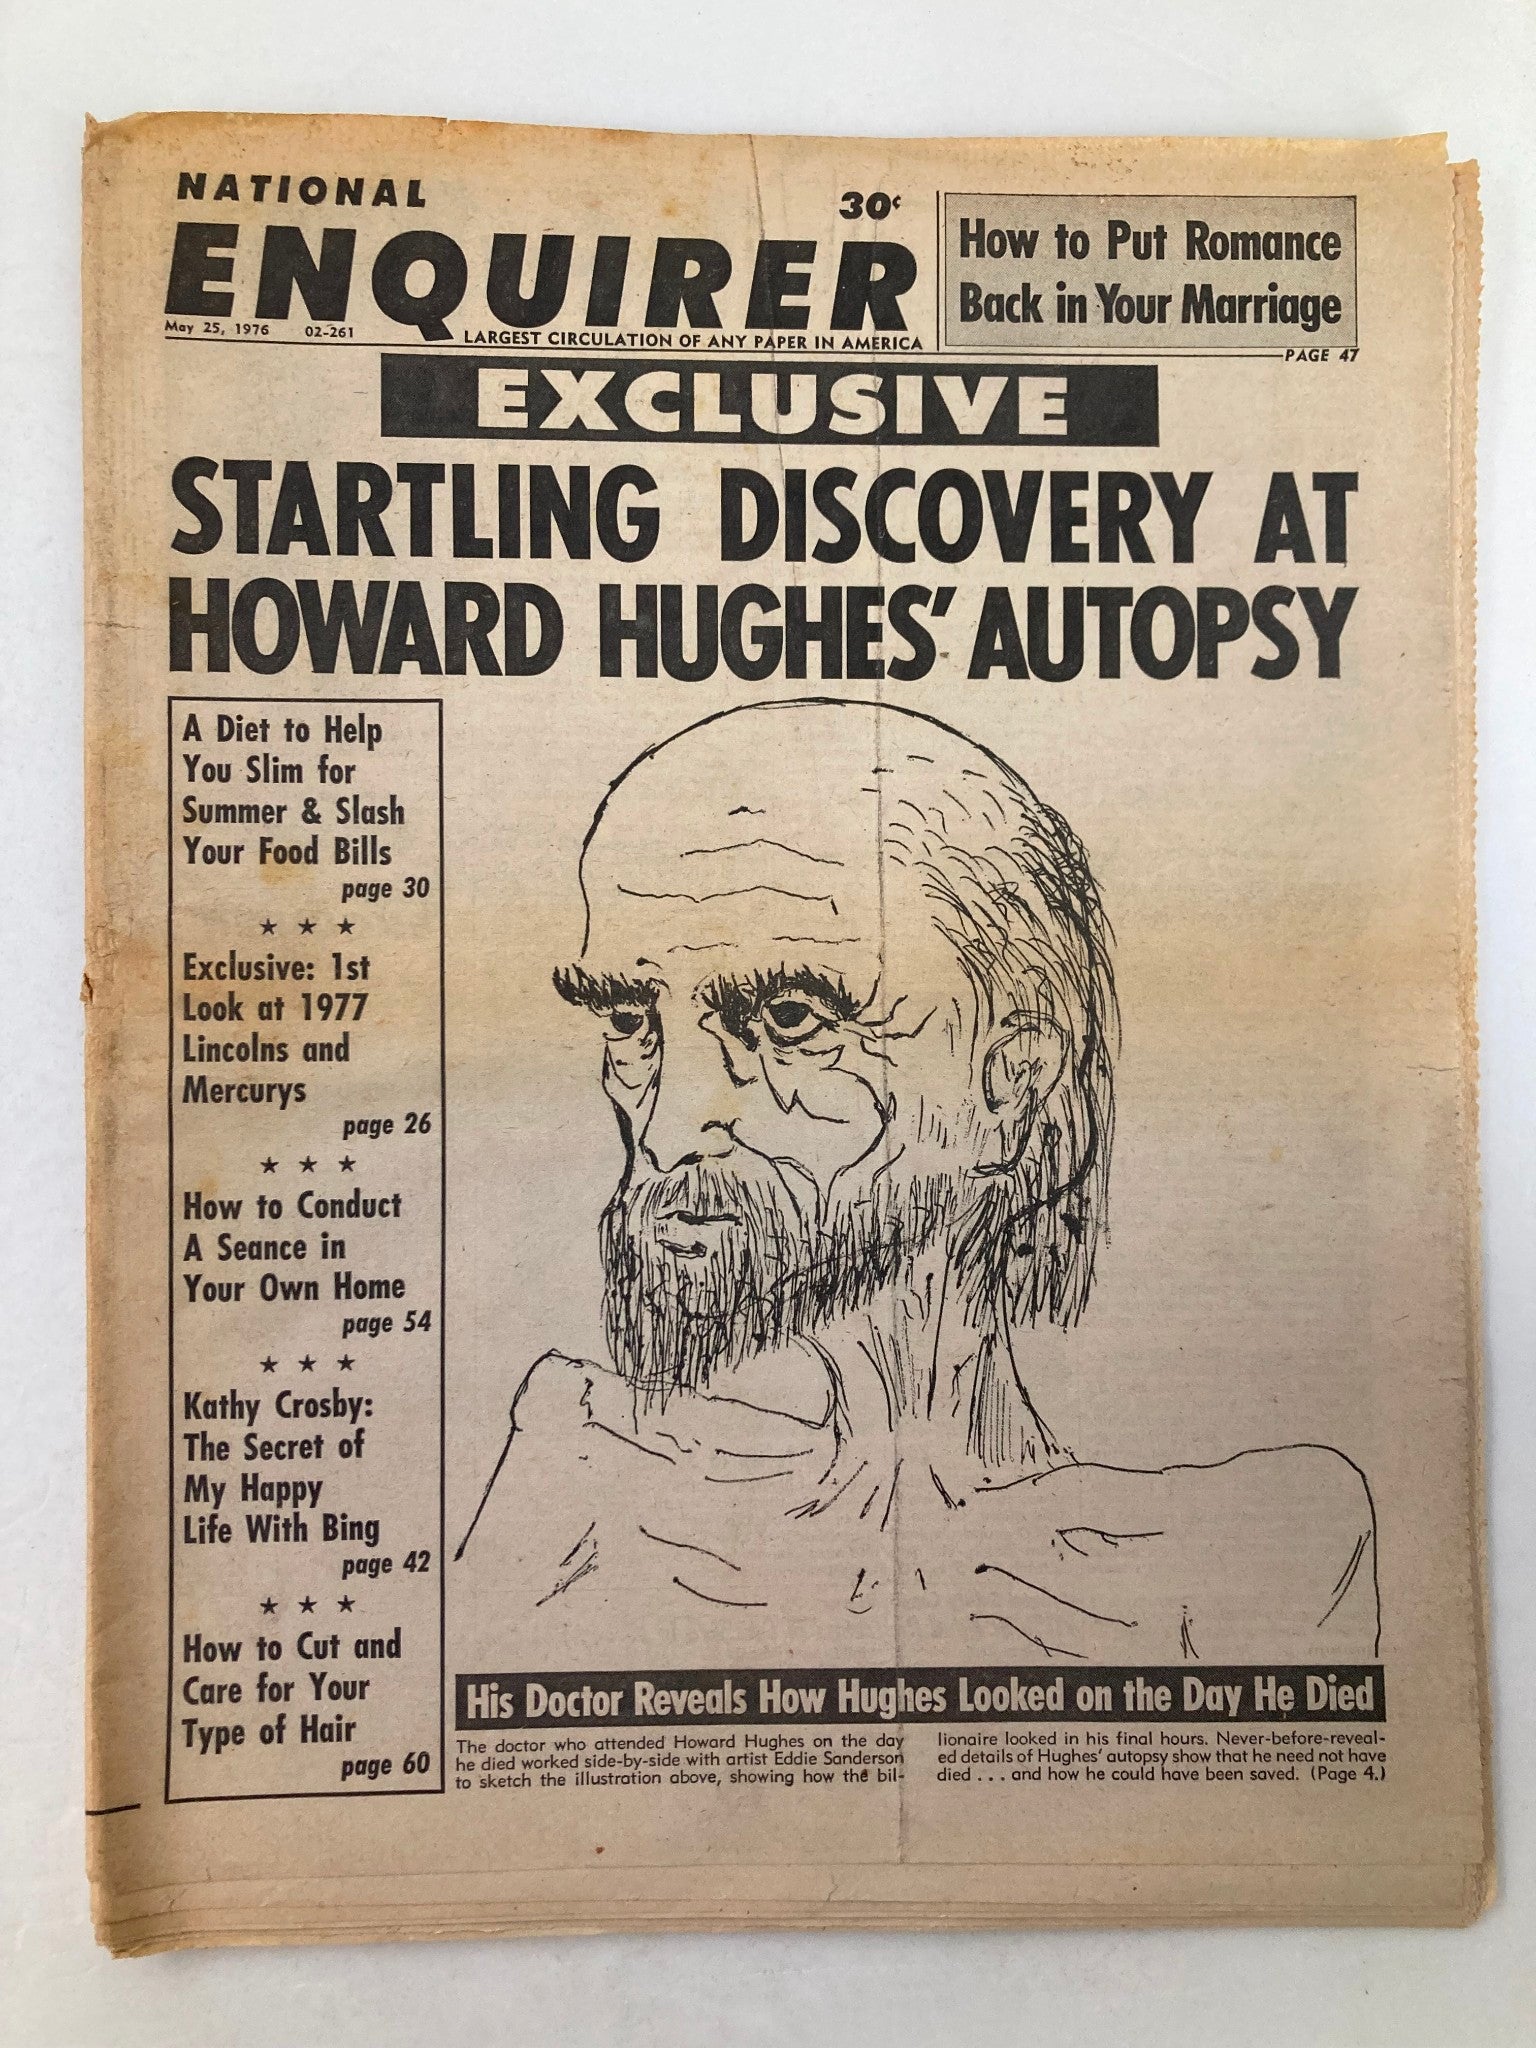 NATIONAL
ENQUIRER
30¢
May 25, 1976 02-261
LARGEST CIRCULATION OF ANY PAPER IN AMERICA
How to Put Romance
Back in Your Marriage
PAGE 47
EXCLUSIVE
STARTLING DISCOVERY AT
HOWARD HUGHES' AUTOPSY
A Diet to Help
You Slim for
Summer & Slash
Your Food Bills
page 30
★ ★ ★
Exclusive: 1st
Look at 1977
Lincolns and
Mercurys
page 26
★ ★ ★
How to Conduct
A Seance in
Your Own Home
page 54
★ ★ ★
Kathy Crosby:
The Secret of
My Happy
Life With Bing
page 42
★ ★ ★
How to Cut and
Care for Your
Type of Hair
page 60
His Doctor Reveals How Hughes Looked on the Day He Died
The doctor who attended Howard Hughes on the day
he died worked side-by-side with artist Eddie Sanderson
to sketch the illustration above, showing how the bil-
lionaire looked in his final hours. Never-before-reveal-
ed details of Hughes' autopsy show that he need not have
died . . . and how he could have been saved. (Page 4.)